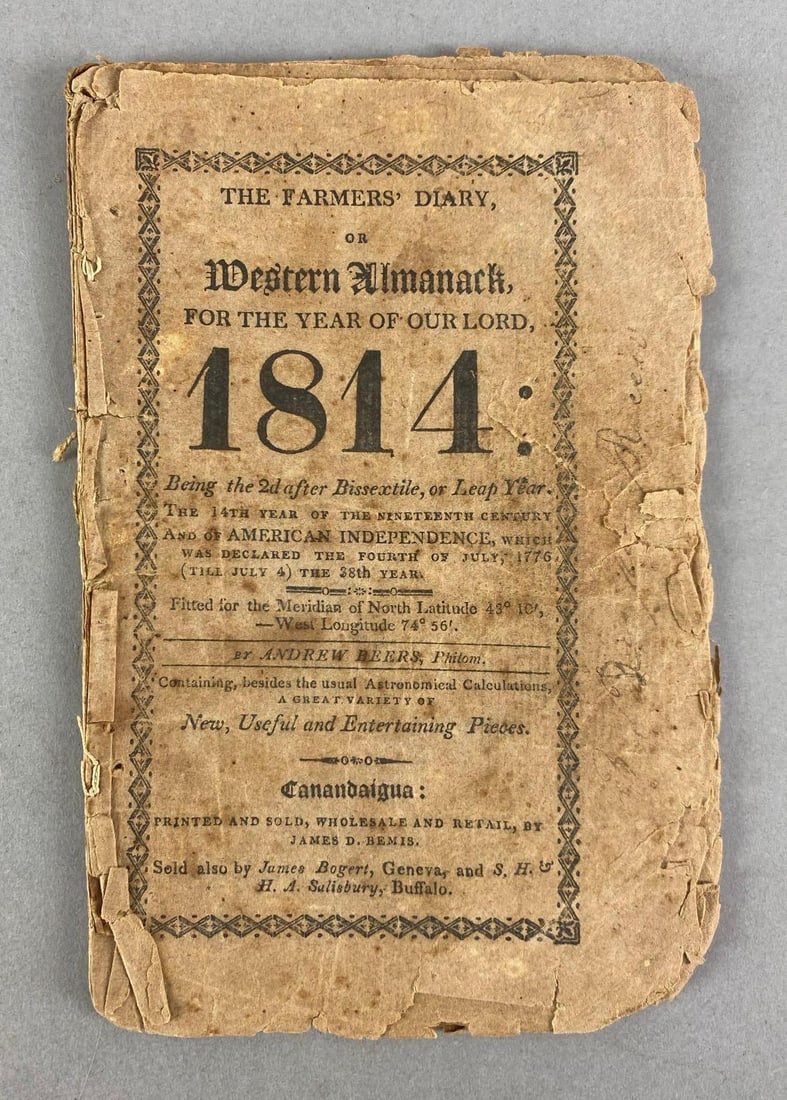 THE FARMERS' DIARY,
OR
Western Almanack,
FOR THE YEAR OF OUR LORD,
1814:
Being the 2d after Bissextile, or Leap Year.
THE 14TH YEAR OF THE NINETEENTH CENTURY
AND OF AMERICAN INDEPENDENCE, WHICH
WAS DECLARED THE FOURTH OF JULY, 1776
(TILL JULY 4) THE 38th YEAR.
Fitted for the Meridian of North Latitude 43° 10',
—West Longitude 74° 56'.
BY ANDREW BEERS, Philom.
Containing, besides the usual Astronomical Calculations,
A GREAT VARIETY OF
New, Useful and Entertaining Pieces.
Canandaigua:
PRINTED AND SOLD, WHOLESALE AND RETAIL, BY
JAMES D. BEMIS.
Sold also by James Bogert, Geneva, and S. H. &
H. A. Salisbury, Buffalo.